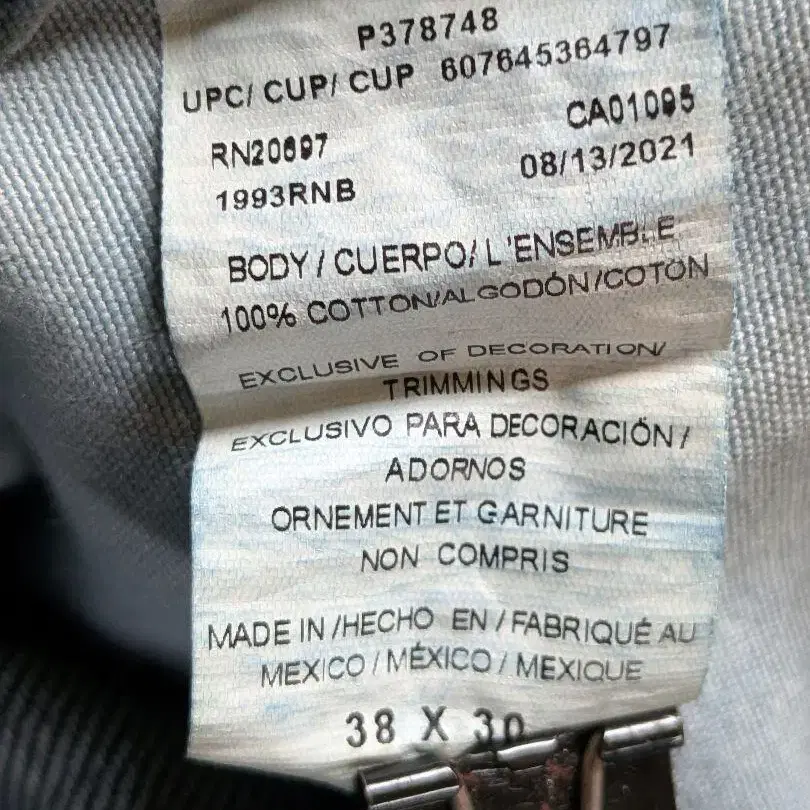 P378748
UPC/ CUP/ CUP 607645364797
RN20697 CA01095
1993RNB 08/13/2021
BODY / CUERPO/ L'ENSEMBLE
100% COTTON/ALGODÓN/COTON
EXCLUSIVE OF DECORATION/
TRIMMINGS
EXCLUSIVO PARA DECORACIÓN/
ADORNOS
ORNEMENT ET GARNITURE
NON COMPRIS
MADE IN /HECHO EN / FABRIQUÉ AU
MEXICO / MÉXICO / MEXIQUE
38 X 30